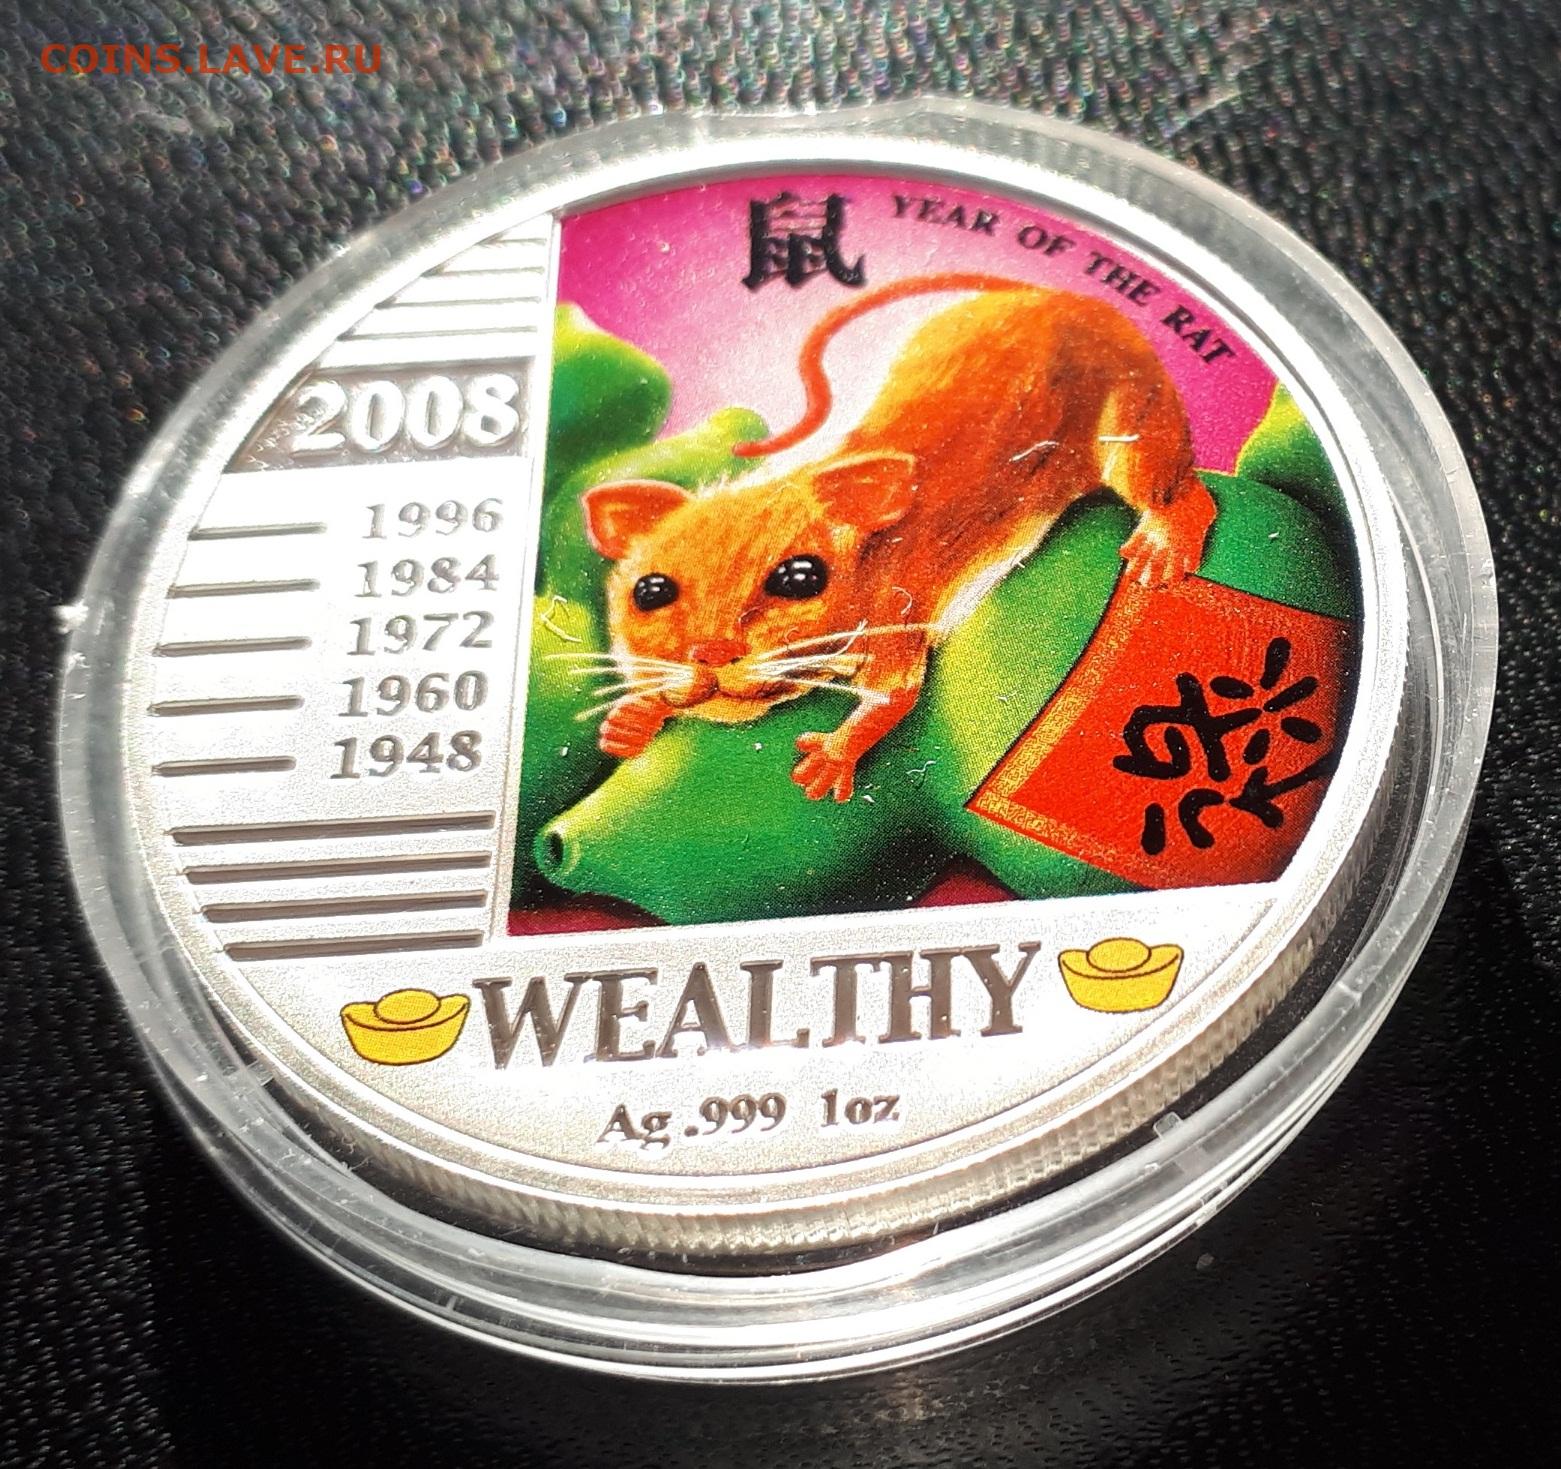 COINS.LAVE.RU
鼠
YEAR OF THE RAT
2008
1996
1984
1972
1960
1948
WEALTHY
Ag .999 1oz